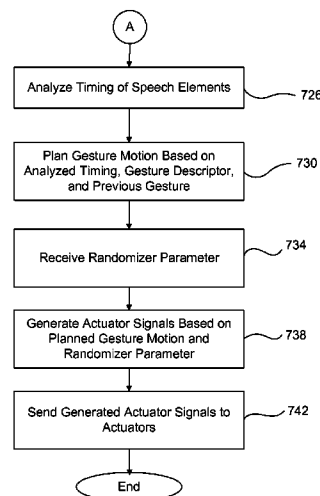 A
Analyze Timing of Speech Elements
726
Plan Gesture Motion Based on
Analyzed Timing, Gesture Descriptor,
and Previous Gesture
730
Receive Randomizer Parameter
734
Generate Actuator Signals Based on
Planned Gesture Motion and
Randomizer Parameter
738
Send Generated Actuator Signals to
Actuators
742
End